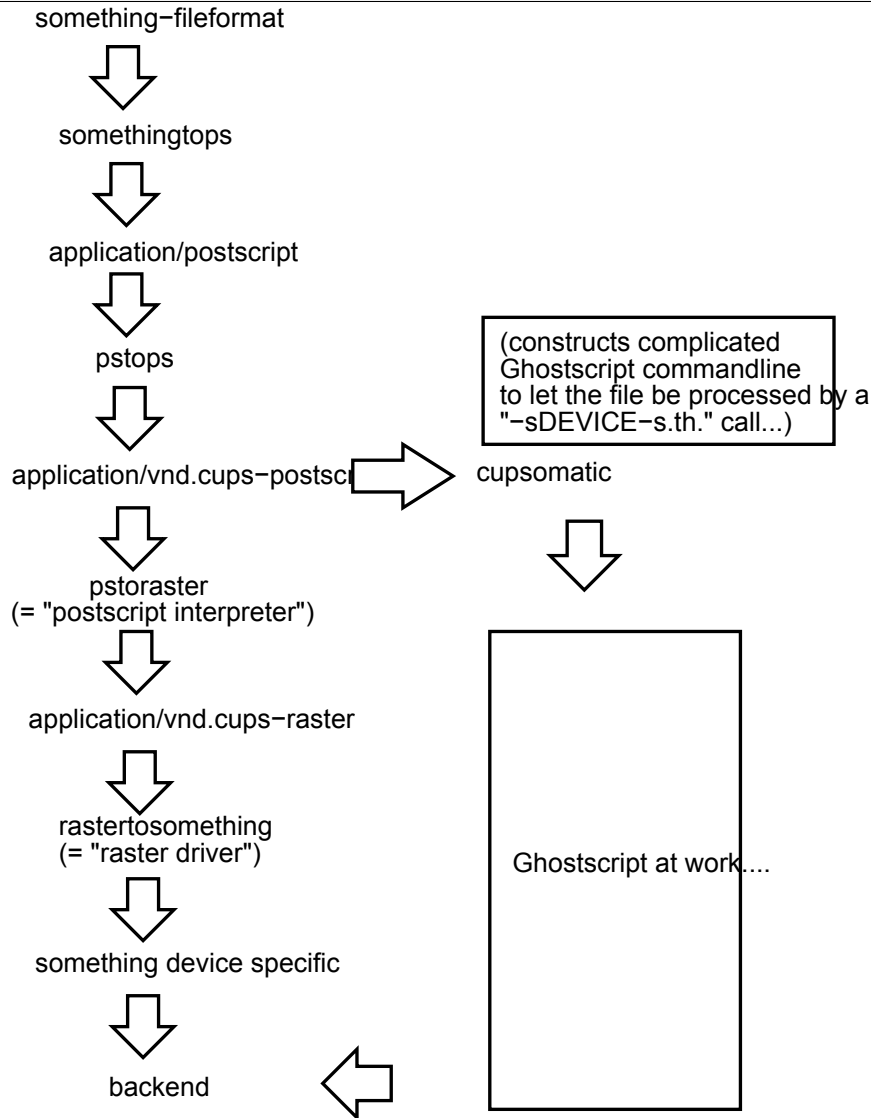 something−fileformat
somethingtops
application/postscript
pstops
(constructs complicated
Ghostscript commandline
to let the file be processed by a
"−sDEVICE−s.th." call...)
application/vnd.cups−postscr
cupsomatic
pstoraster
(= "postscript interpreter")
application/vnd.cups−raster
rastertosomething
(= "raster driver")
Ghostscript at work....
something device specific
backend